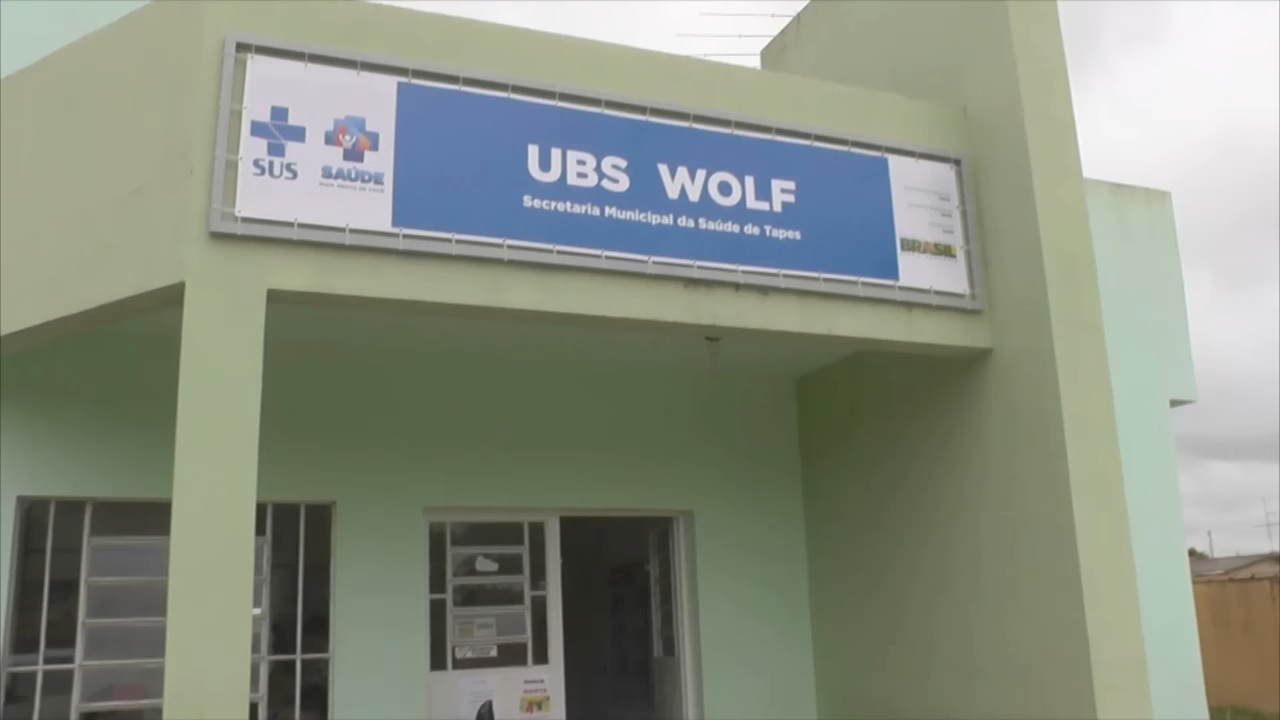 SUS
SAÚDE
UBS WOLF
Secretaria Municipal da Saúde de Tapes
BRASIL